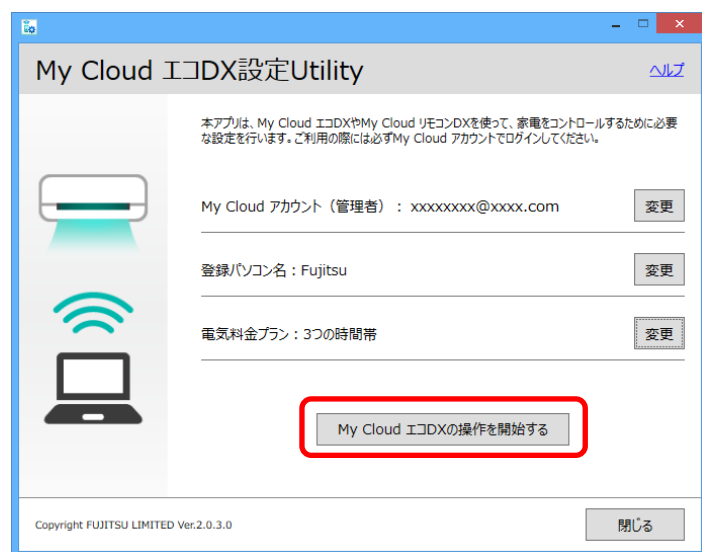 My Cloud エコDX設定Utility
ヘルプ
本アプリは、My Cloud エコDXやMy Cloud リモコンDXを使って、家電をコントロールするために必要
な設定を行います。ご利用の際には必ずMy Cloud アカウントでログインしてください。
My Cloud アカウント（管理者）： xxxxxxxx@xxxx.com
変更
登録パソコン名：Fujitsu
変更
電気料金プラン：3つの時間帯
変更
My Cloud エコDXの操作を開始する
Copyright FUJITSU LIMITED Ver.2.0.3.0
閉じる